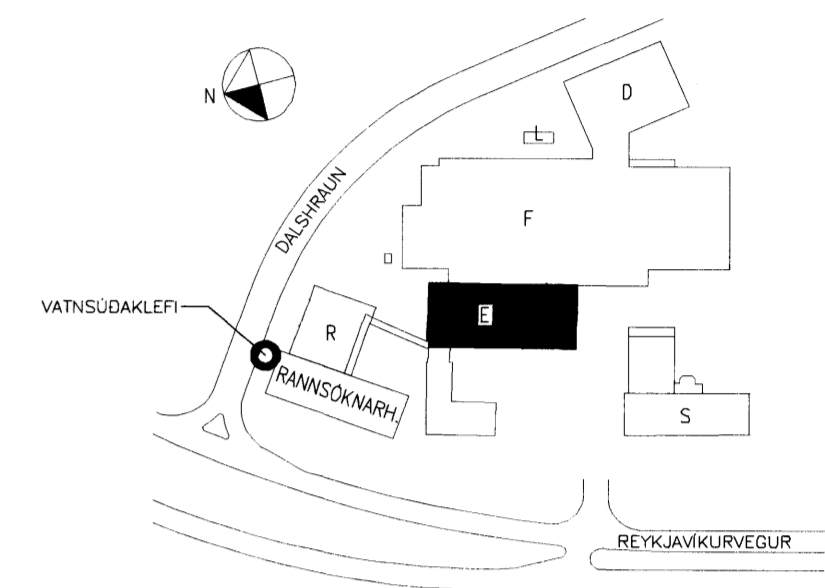 N
D
L
DALSHRAUN
F
VATNSÚÐAKLEFI
E
R
RANNSÓKNARH.
S
REYKJAVÍKURVEGUR